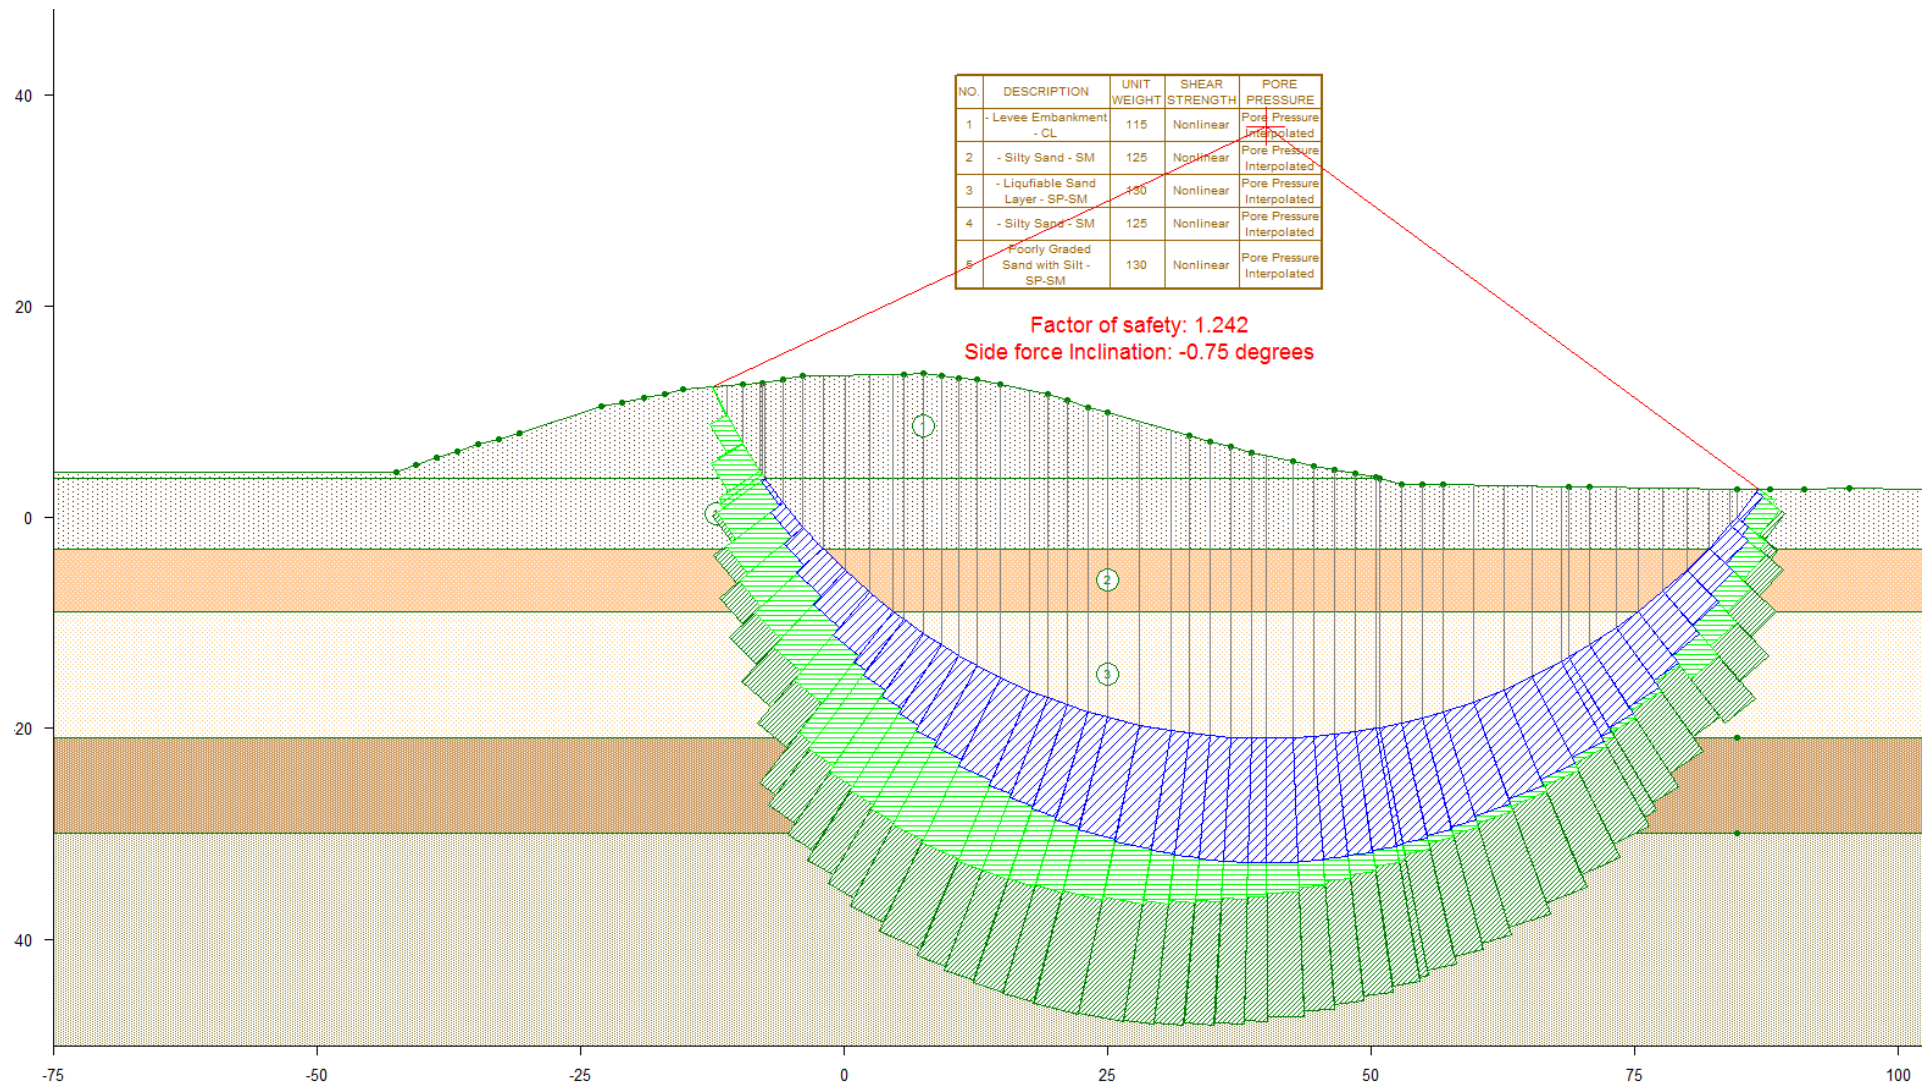 40
20
0
20
40
-75
-50
-25
0
25
50
75
100
NO. DESCRIPTION UNIT WEIGHT SHEAR STRENGTH PORE PRESSURE
1 - Levee Embankment - CL 115 Nonlinear Pore Pressure Interpolated
2 - Silty Sand - SM 125 Nonlinear Pore Pressure Interpolated
3 - Liqufiable Sand Layer - SP-SM 130 Nonlinear Pore Pressure Interpolated
4 - Silty Sand - SM 125 Nonlinear Pore Pressure Interpolated
5 Poorly Graded Sand with Silt - SP-SM 130 Nonlinear Pore Pressure Interpolated
Factor of safety: 1.242
Side force Inclination: -0.75 degrees
1
2
3